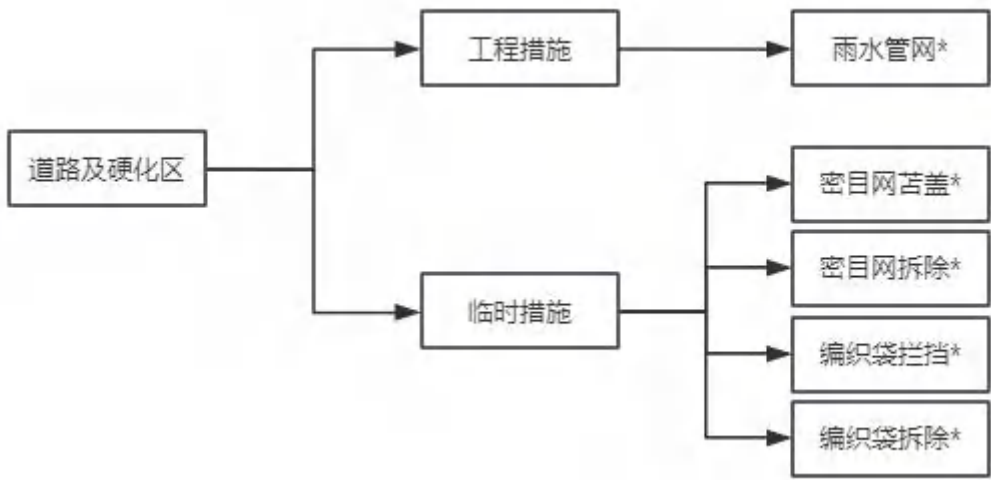 工程措施
雨水管网*
道路及硬化区
密目网苫盖*
密目网拆除*
临时措施
编织袋拦挡*
编织袋拆除*